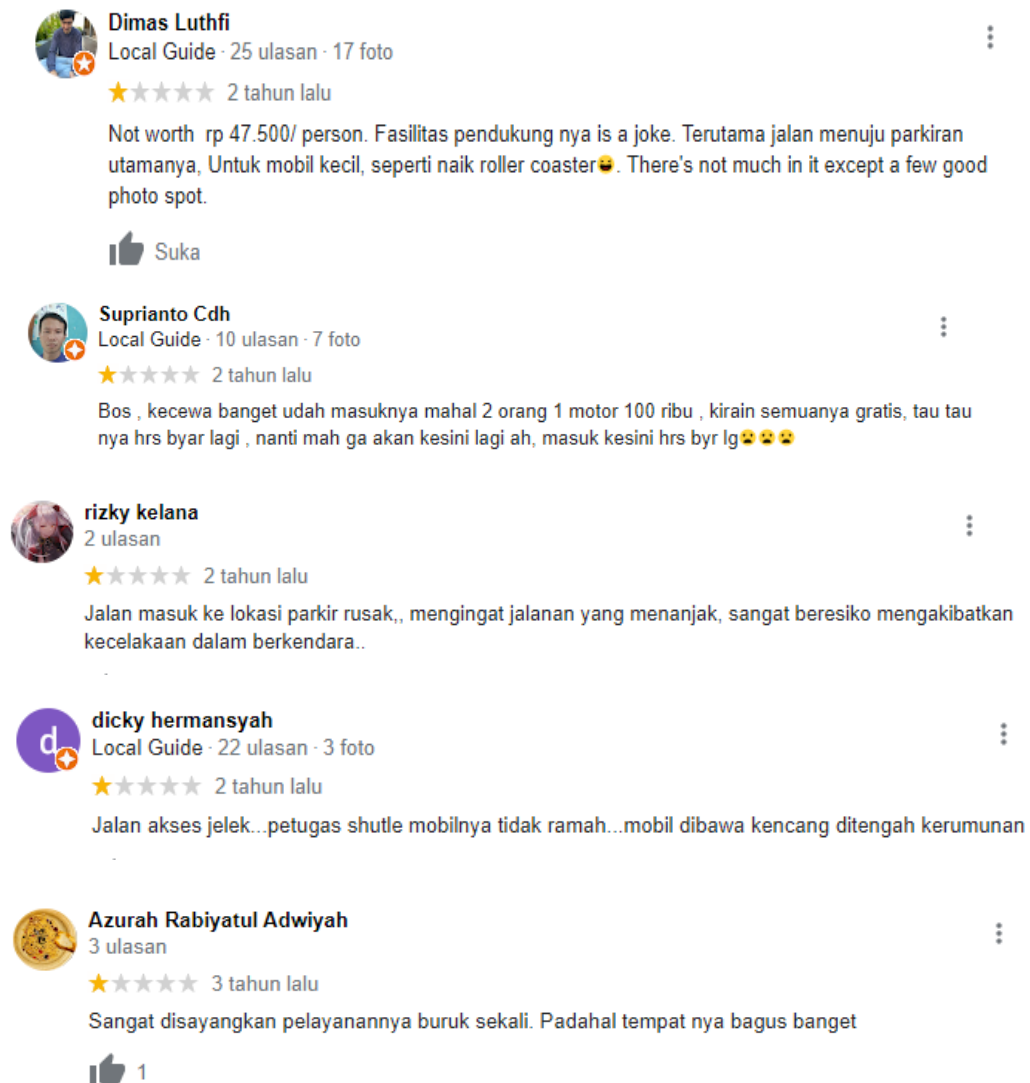 Dimas Luthfi
Local Guide · 25 ulasan · 17 foto
2 tahun lalu
Not worth rp 47.500/ person. Fasilitas pendukung nya is a joke. Terutama jalan menuju parkiran
utamanya, Untuk mobil kecil, seperti naik roller coaster😄. There's not much in it except a few good
photo spot.
Suka
Suprianto Cdh
Local Guide · 10 ulasan · 7 foto
2 tahun lalu
Bos , kecewa banget udah masuknya mahal 2 orang 1 motor 100 ribu , kirain semuanya gratis, tau tau
nya hrs byar lagi , nanti mah ga akan kesini lagi ah, masuk kesini hrs byr lg😦😦😦
rizky kelana
2 ulasan
2 tahun lalu
Jalan masuk ke lokasi parkir rusak,, mengingat jalanan yang menanjak, sangat beresiko mengakibatkan
kecelakaan dalam berkendara..
d
dicky hermansyah
Local Guide · 22 ulasan · 3 foto
2 tahun lalu
Jalan akses jelek...petugas shutle mobilnya tidak ramah...mobil dibawa kencang ditengah kerumunan
Azurah Rabiyatul Adwiyah
3 ulasan
3 tahun lalu
Sangat disayangkan pelayanannya buruk sekali. Padahal tempat nya bagus banget
1